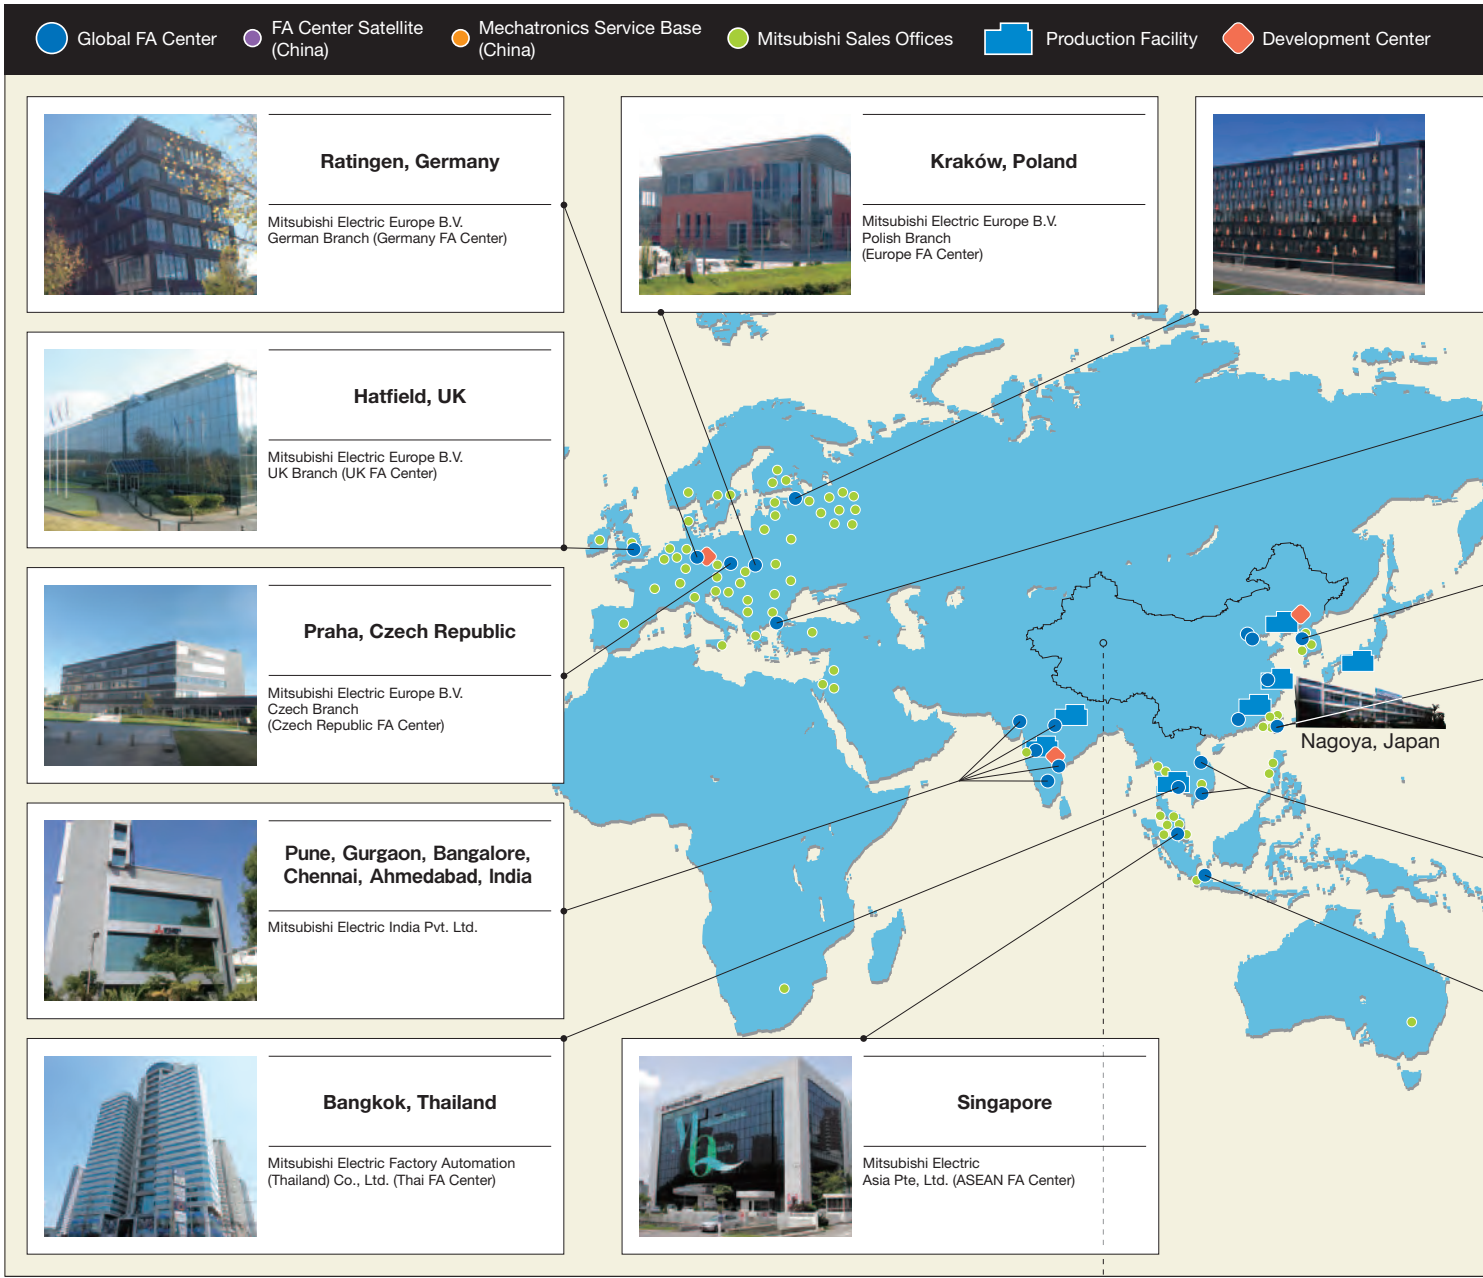 Global FA Center
FA Center Satellite
(China)
Mechatronics Service Base
(China)
Mitsubishi Sales Offices
Production Facility
Development Center
Ratingen, Germany
Mitsubishi Electric Europe B.V.
German Branch (Germany FA Center)
Kraków, Poland
Mitsubishi Electric Europe B.V.
Polish Branch
(Europe FA Center)
Hatfield, UK
Mitsubishi Electric Europe B.V.
UK Branch (UK FA Center)
Praha, Czech Republic
Mitsubishi Electric Europe B.V.
Czech Branch
(Czech Republic FA Center)
Nagoya, Japan
Pune, Gurgaon, Bangalore,
Chennai, Ahmedabad, India
Mitsubishi Electric India Pvt. Ltd.
Bangkok, Thailand
Mitsubishi Electric Factory Automation
(Thailand) Co., Ltd. (Thai FA Center)
Singapore
Mitsubishi Electric
Asia Pte, Ltd. (ASEAN FA Center)